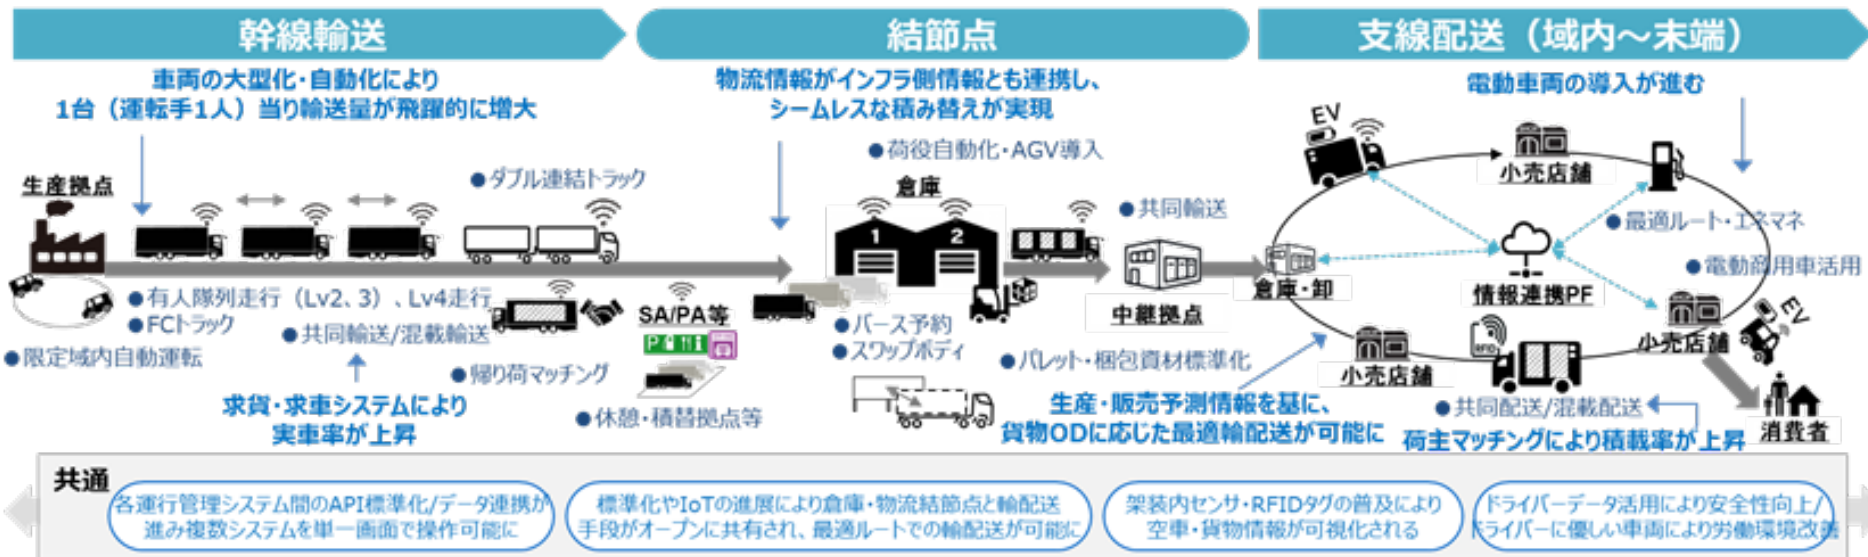 幹線輸送
結節点
支線配送（域内～末端）
車両の大型化・自動化により
1台（運転手1人）当り輸送量が飛躍的に増大
物流情報がインフラ側情報とも連携し、
シームレスな積み替えが実現
電動車両の導入が進む
生産拠点
●ダブル連結トラック
●有人隊列走行（Lv2、3）、Lv4走行
●FCトラック
●共同輸送/混載輸送
●限定域内自動運転
●帰り荷マッチング
求貨・求車システムにより
実車率が上昇
SA/PA等
P
●休憩・積替拠点等
●荷役自動化・AGV導入
倉庫
1
2
●共同輸送
●バース予約
●スワップボディ
中継拠点
●パレット・梱包資材標準化
生産・販売予測情報を基に、
貨物ODに応じた最適輸配送が可能に
EV
小売店舗
●最適ルート・エネマネ
●電動商用車活用
倉庫・卸
情報連携PF
EV
小売店舗
RFID
小売店舗
●共同配送/混載配送
荷主マッチングにより積載率が上昇
消費者
共通
各運行管理システム間のAPI標準化/データ連携が
進み複数システムを単一画面で操作可能に
標準化やIoTの進展により倉庫・物流結節点と輸配送
手段がオープンに共有され、最適ルートでの輸配送が可能に
架装内センサ・RFIDタグの普及により
空車・貨物情報が可視化される
ドライバーデータ活用により安全性向上/
ドライバーに優しい車両により労働環境改善